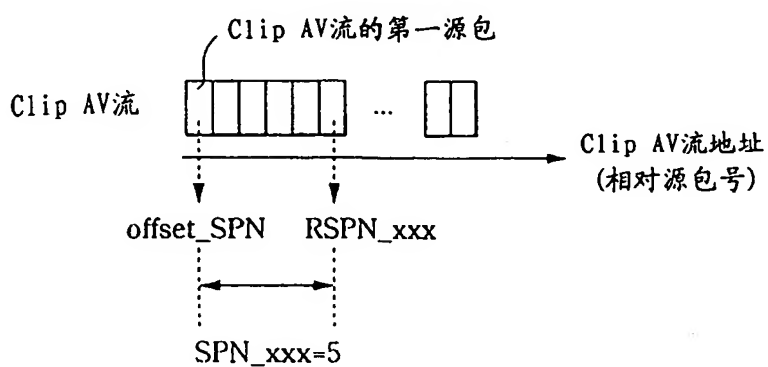 Clip AV流的第一源包
Clip AV流
...
Clip AV流地址
(相对源包号)
offset_SPN RSPN_xxx
SPN_xxx=5